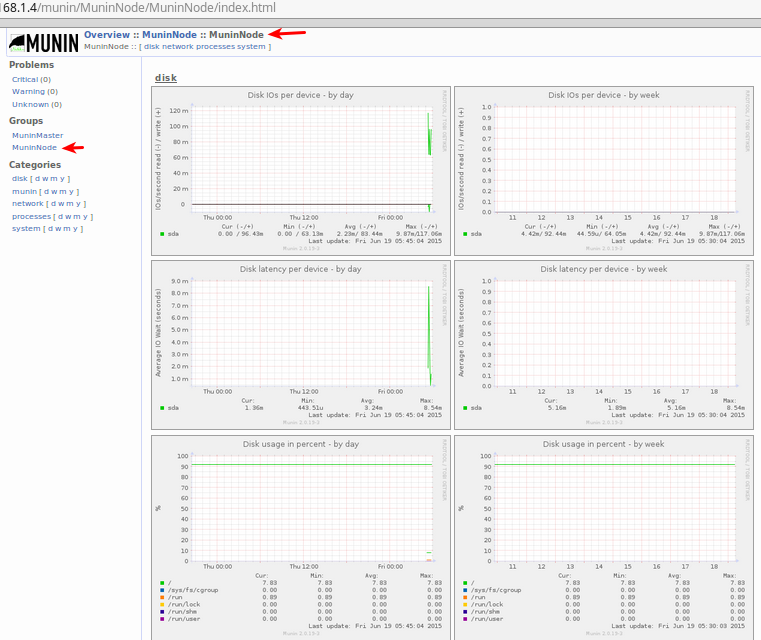 68.1.4/munin/MuninNode/MuninNode/index.html
MUNIN
Overview :: MuninNode :: MuninNode
MuninNode :: [ disk network processes system ]
Problems
Critical (0)
Warning (0)
Unknown (0)
Groups
MuninMaster
MuninNode
Categories
disk [ d w m y ]
munin [ d w m y ]
network [ d w m y ]
processes [ d w m y ]
system [ d w m y ]
disk
Disk IOs per device - by day
IOs/second read (-) / write (+)
120 m
100 m
80 m
60 m
40 m
20 m
0
Thu 00:00 Thu 12:00 Fri 00:00
Cur (-/+) Min (-/+) Avg (-/+) Max (-/+)
sda 0.00 / 96.43m 0.00 / 63.13m 2.23m/ 83.44m 9.87m/117.06m
Last update: Fri Jun 19 05:45:04 2015
Munin 2.0.19-3
RRDTOOL / TOBI OETIKER
Disk IOs per device - by week
IOs/second read (-) / write (+)
1.0
0.9
0.8
0.7
0.6
0.5
0.4
0.3
0.2
0.1
0.0
11 12 13 14 15 16 17 18
Cur (-/+) Min (-/+) Avg (-/+) Max (-/+)
sda 4.42m/ 92.44m 44.59u/ 64.05m 4.42m/ 92.44m 9.87m/117.06m
Last update: Fri Jun 19 05:30:04 2015
Munin 2.0.19-3
RRDTOOL / TOBI OETIKER
Disk latency per device - by day
Average IO Wait (seconds)
9.0 m
8.0 m
7.0 m
6.0 m
5.0 m
4.0 m
3.0 m
2.0 m
1.0 m
Thu 00:00 Thu 12:00 Fri 00:00
Cur: Min: Avg: Max:
sda 1.36m 443.51u 3.24m 8.54m
Last update: Fri Jun 19 05:45:04 2015
Munin 2.0.19-3
RRDTOOL / TOBI OETIKER
Disk latency per device - by week
Average IO Wait (seconds)
1.0
0.9
0.8
0.7
0.6
0.5
0.4
0.3
0.2
0.1
0.0
11 12 13 14 15 16 17 18
Cur: Min: Avg: Max:
sda 5.16m 1.89m 5.16m 8.54m
Last update: Fri Jun 19 05:30:04 2015
Munin 2.0.19-3
RRDTOOL / TOBI OETIKER
Disk usage in percent - by day
%
100
90
80
70
60
50
40
30
20
10
0
Thu 00:00 Thu 12:00 Fri 00:00
Cur: Min: Avg: Max:
/ 7.83 7.83 7.83 7.83
/sys/fs/cgroup 0.00 0.00 0.00 0.00
/run 0.89 0.89 0.89 0.89
/run/lock 0.00 0.00 0.00 0.00
/run/shm 0.00 0.00 0.00 0.00
/run/user 0.00 0.00 0.00 0.00
Last update: Fri Jun 19 05:45:04 2015
Munin 2.0.19-3
RRDTOOL / TOBI OETIKER
Disk usage in percent - by week
%
100
90
80
70
60
50
40
30
20
10
0
11 12 13 14 15 16 17 18
Cur: Min: Avg: Max:
/ 7.83 7.83 7.83 7.83
/sys/fs/cgroup 0.00 0.00 0.00 0.00
/run 0.89 0.89 0.89 0.89
/run/lock 0.00 0.00 0.00 0.00
/run/shm 0.00 0.00 0.00 0.00
/run/user 0.00 0.00 0.00 0.00
Last update: Fri Jun 19 05:30:03 2015
Munin 2.0.19-3
RRDTOOL / TOBI OETIKER